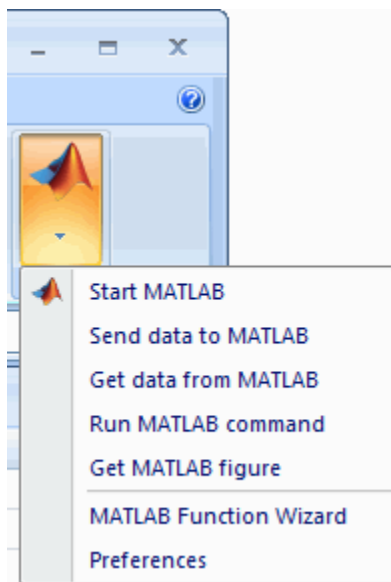 Start MATLAB
Send data to MATLAB
Get data from MATLAB
Run MATLAB command
Get MATLAB figure
MATLAB Function Wizard
Preferences